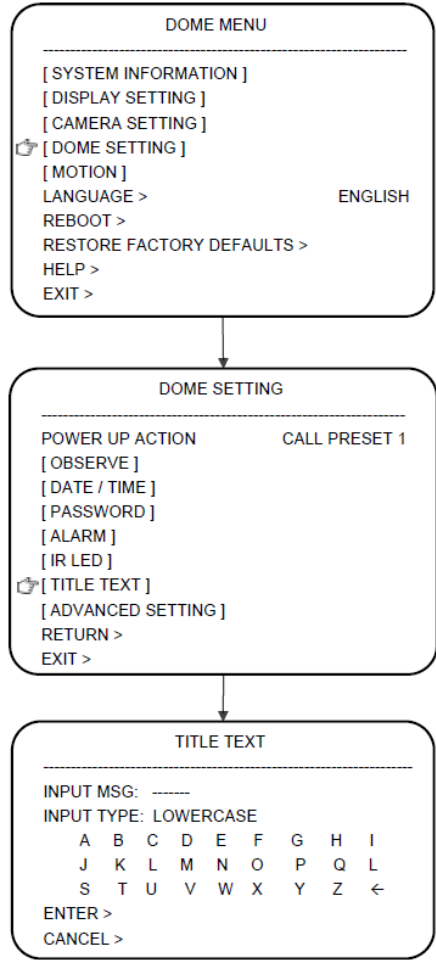 DOME MENU
[ SYSTEM INFORMATION ]
[ DISPLAY SETTING ]
[ CAMERA SETTING ]
[ DOME SETTING ]
[ MOTION ]
LANGUAGE > ENGLISH
REBOOT >
RESTORE FACTORY DEFAULTS >
HELP >
EXIT >
DOME SETTING
POWER UP ACTION CALL PRESET 1
[ OBSERVE ]
[ DATE / TIME ]
[ PASSWORD ]
[ ALARM ]
[ IR LED ]
[ TITLE TEXT ]
[ ADVANCED SETTING ]
RETURN >
EXIT >
TITLE TEXT
INPUT MSG: -------
INPUT TYPE: LOWERCASE
A B C D E F G H I
J K L M N O P Q L
S T U V W X Y Z ←
ENTER >
CANCEL >